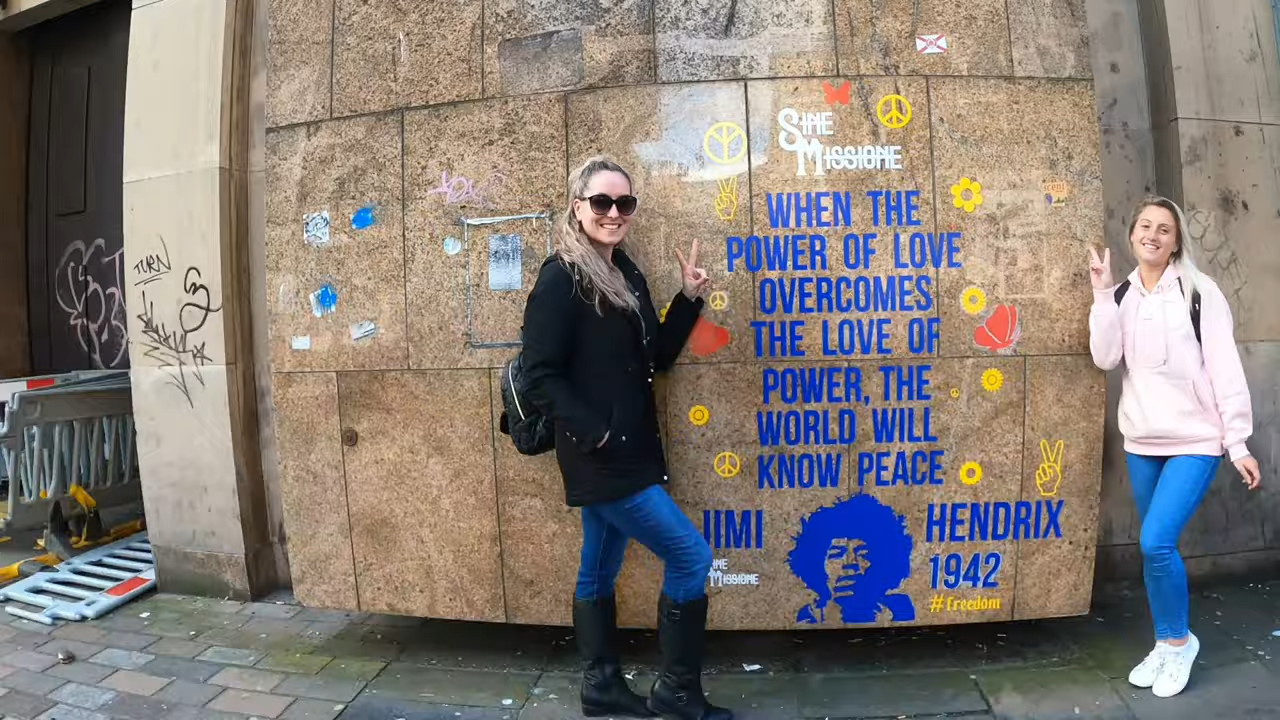 TURN
SINE
MISSIONE
WHEN THE
POWER OF LOVE
OVERCOMES
THE LOVE OF
POWER, THE
WORLD WILL
KNOW PEACE
JIMI
HENDRIX
1942
#freedom
SINE
MISSIONE